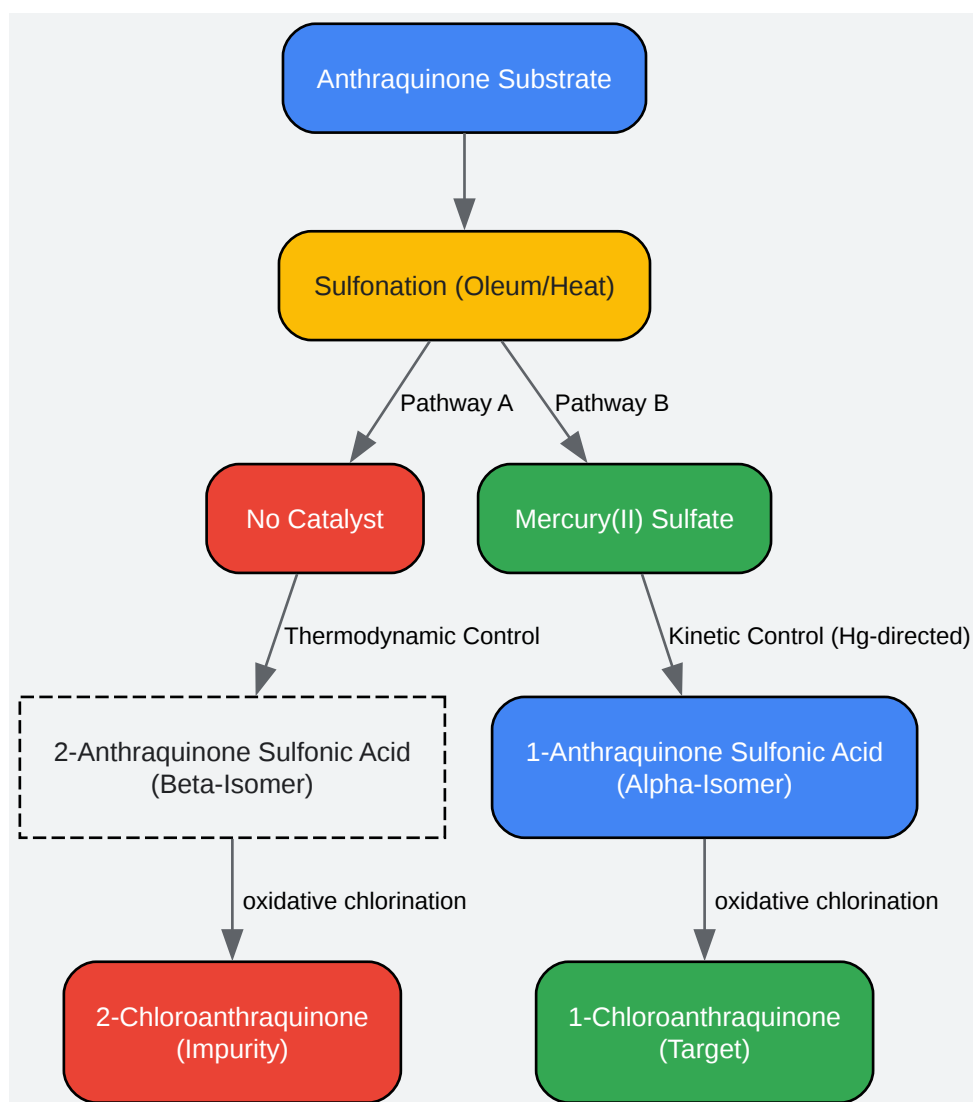 Anthraquinone Substrate
Sulfonation (Oleum/Heat)
Pathway A
Pathway B
No Catalyst
Mercury(II) Sulfate
Thermodynamic Control
Kinetic Control (Hg-directed)
2-Anthraquinone Sulfonic Acid
(Beta-Isomer)
1-Anthraquinone Sulfonic Acid
(Alpha-Isomer)
oxidative chlorination
oxidative chlorination
2-Chloroanthraquinone
(Impurity)
1-Chloroanthraquinone
(Target)